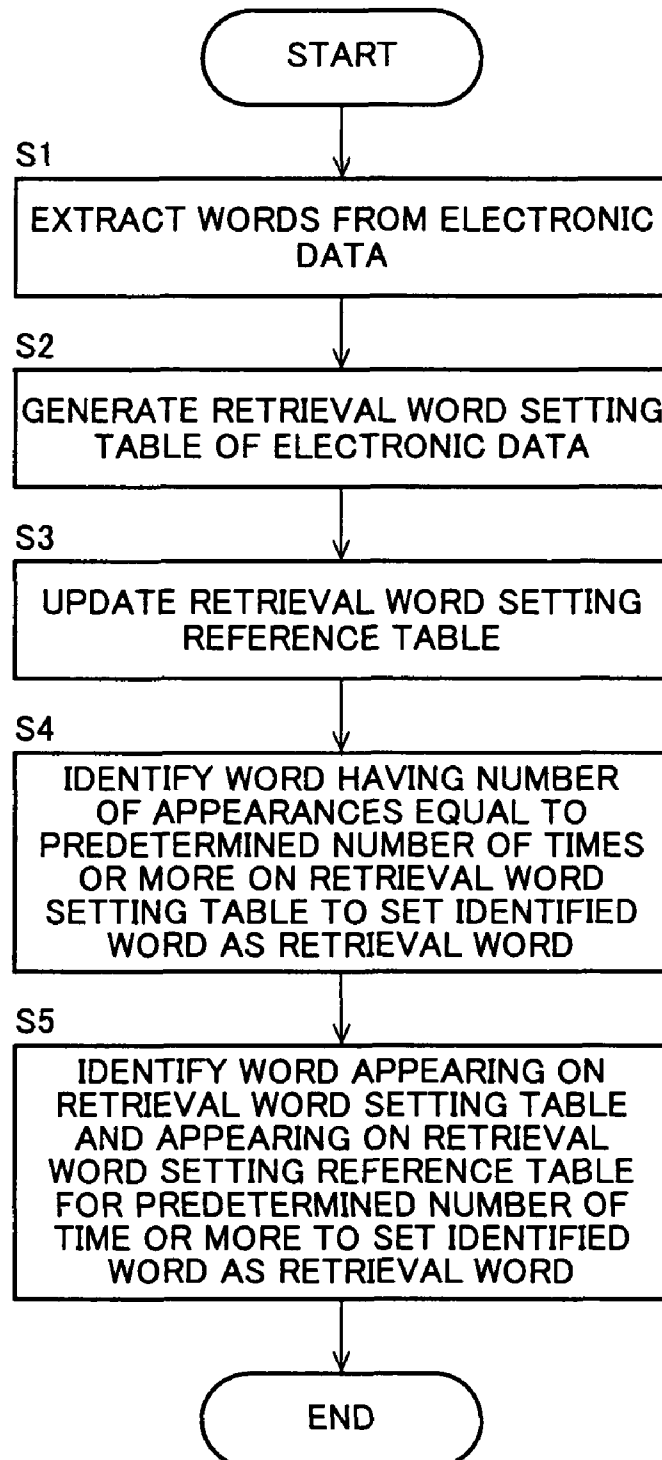 START
S1
EXTRACT WORDS FROM ELECTRONIC
DATA
S2
GENERATE RETRIEVAL WORD SETTING
TABLE OF ELECTRONIC DATA
S3
UPDATE RETRIEVAL WORD SETTING
REFERENCE TABLE
S4
IDENTIFY WORD HAVING NUMBER
OF APPEARANCES EQUAL TO
PREDETERMINED NUMBER OF TIMES
OR MORE ON RETRIEVAL WORD
SETTING TABLE TO SET IDENTIFIED
WORD AS RETRIEVAL WORD
S5
IDENTIFY WORD APPEARING ON
RETRIEVAL WORD SETTING TABLE
AND APPEARING ON RETRIEVAL
WORD SETTING REFERENCE TABLE
FOR PREDETERMINED NUMBER OF
TIME OR MORE TO SET IDENTIFIED
WORD AS RETRIEVAL WORD
END